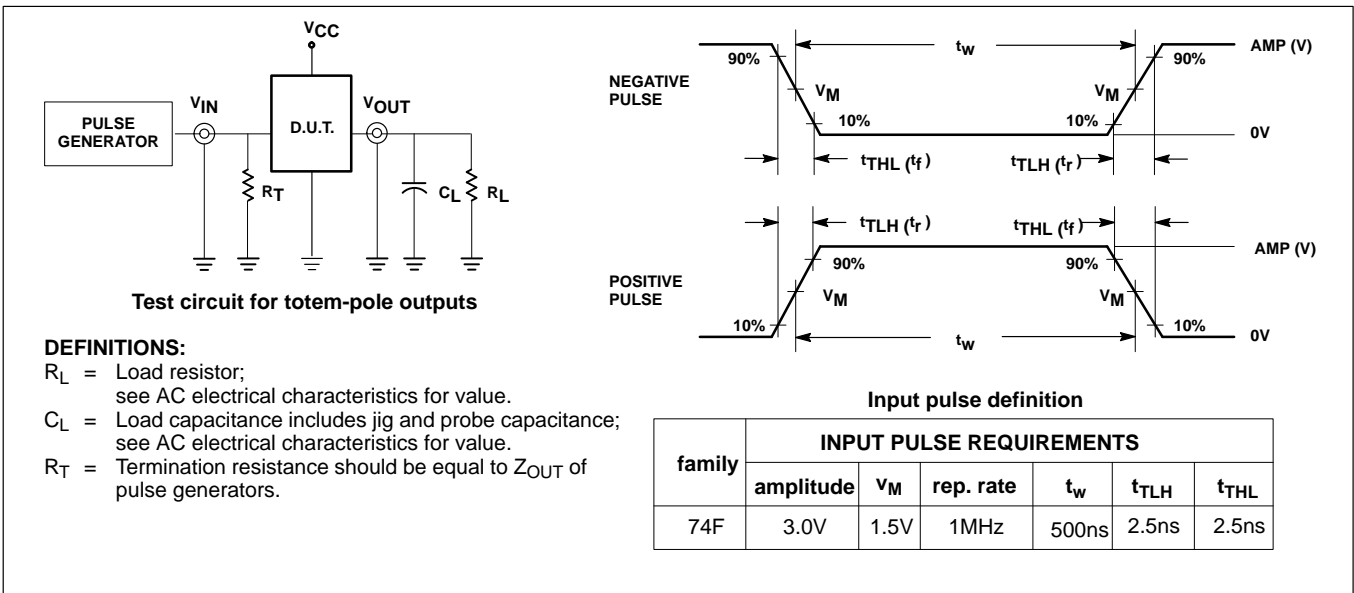 VCC
PULSE
GENERATOR
VIN
D.U.T.
VOUT
RT
CL
RL
Test circuit for totem-pole outputs
DEFINITIONS:
RL = Load resistor;
see AC electrical characteristics for value.
CL = Load capacitance includes jig and probe capacitance;
see AC electrical characteristics for value.
RT = Termination resistance should be equal to ZOUT of
pulse generators.
NEGATIVE
PULSE
90%
tw
90%
AMP (V)
VM
VM
10%
10%
0V
tTHL (tf)
tTLH (tr)
tTLH (tr)
tTHL (tf)
POSITIVE
PULSE
AMP (V)
90%
90%
VM
VM
10%
10%
tw
0V
Input pulse definition
family
INPUT PULSE REQUIREMENTS
amplitude VM rep. rate tw tTLH tTHL
74F 3.0V 1.5V 1MHz 500ns 2.5ns 2.5ns